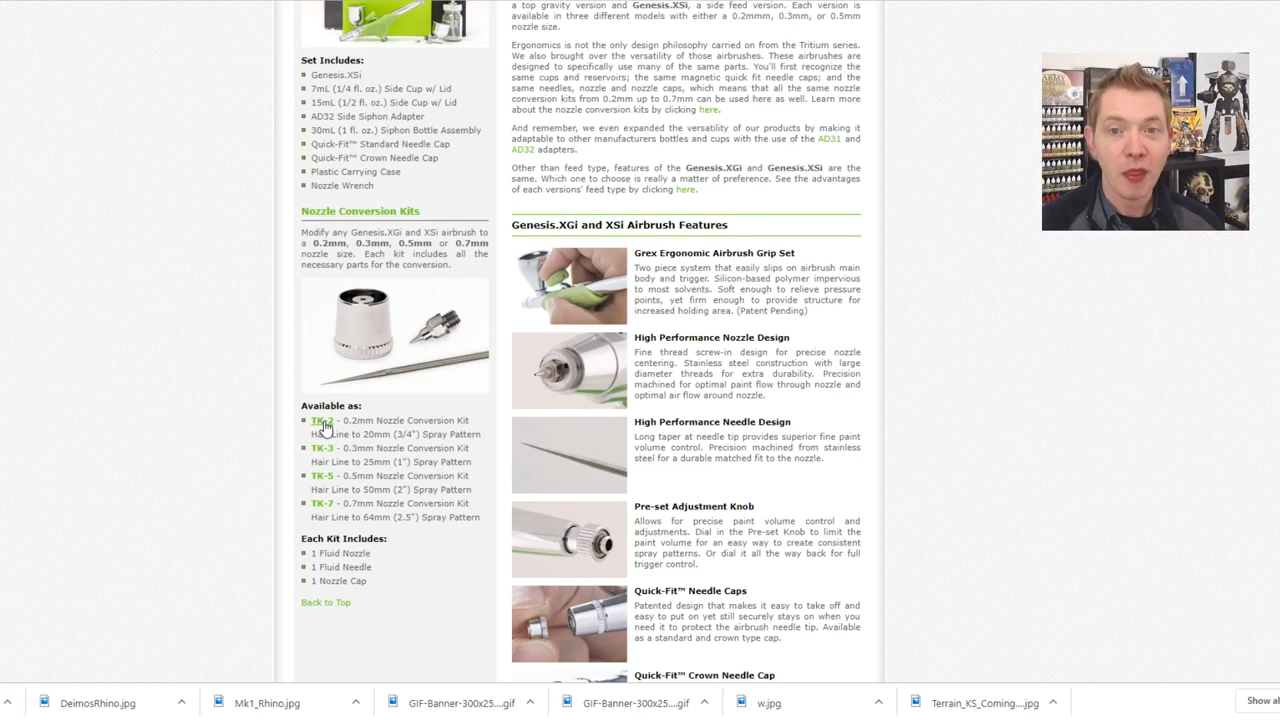 Set Includes:
Genesis.XSi
7mL (1/4 fl. oz.) Side Cup w/ Lid
15mL (1/2 fl. oz.) Side Cup w/ Lid
AD32 Side Siphon Adapter
30mL (1 fl. oz.) Siphon Bottle Assembly
Quick-Fit™ Standard Needle Cap
Quick-Fit™ Crown Needle Cap
Plastic Carrying Case
Nozzle Wrench
Nozzle Conversion Kits
Modify any Genesis.XGi and XSi airbrush to
a 0.2mm, 0.3mm, 0.5mm or 0.7mm
nozzle size. Each kit includes all the
necessary parts for the conversion.
Available as:
TK-2 - 0.2mm Nozzle Conversion Kit
Hair Line to 20mm (3/4") Spray Pattern
TK-3 - 0.3mm Nozzle Conversion Kit
Hair Line to 25mm (1") Spray Pattern
TK-5 - 0.5mm Nozzle Conversion Kit
Hair Line to 50mm (2") Spray Pattern
TK-7 - 0.7mm Nozzle Conversion Kit
Hair Line to 64mm (2.5") Spray Pattern
Each Kit Includes:
1 Fluid Nozzle
1 Fluid Needle
1 Nozzle Cap
Back to Top
a top gravity version and Genesis.XSi, a side feed version. Each version is
available in three different models with either a 0.2mmm, 0.3mm, or 0.5mm
nozzle size.
Ergonomics is not the only design philosophy carried on from the Tritium series.
We also brought over the versatility of those airbrushes. These airbrushes are
designed to specifically use many of the same parts. You'll first recognize the
same cups and reservoirs; the same magnetic quick fit needle caps; and the
same needles, nozzle and nozzle caps, which means that all the same nozzle
conversion kits from 0.2mm up to 0.7mm can be used here as well. Learn more
about the nozzle conversion kits by clicking here.
And remember, we even expanded the versatility of our products by making it
adaptable to other manufacturers bottles and cups with the use of the AD31 and
AD32 adapters.
Other than feed type, features of the Genesis.XGi and Genesis.XSi are the
same. Which one to choose is really a matter of preference. See the advantages
of each versions' feed type by clicking here.
Genesis.XGi and XSi Airbrush Features
Grex Ergonomic Airbrush Grip Set
Two piece system that easily slips on airbrush main
body and trigger. Silicon-based polymer impervious
to most solvents. Soft enough to relieve pressure
points, yet firm enough to provide structure for
increased holding area. (Patent Pending)
High Performance Nozzle Design
Fine thread screw-in design for precise nozzle
centering. Stainless steel construction with large
diameter threads for extra durability. Precision
machined for optimal paint flow through nozzle and
optimal air flow around nozzle.
High Performance Needle Design
Long taper at needle tip provides superior fine paint
volume control. Precision machined from stainless
steel for a durable matched fit to the nozzle.
Pre-set Adjustment Knob
Allows for precise paint volume control and
adjustments. Dial in the Pre-set Knob to limit the
paint volume for an easy way to create consistent
spray patterns. Or dial it all the way back for full
trigger control.
Quick-Fit™ Needle Caps
Patented design that makes it easy to take off and
easy to put on yet still securely stays on when you
need it to protect the airbrush needle tip. Available
as a standard and crown type cap.
Quick-Fit™ Crown Needle Cap
DeimosRhino.jpg
Mk1_Rhino.jpg
GIF-Banner-300x25....gif
GIF-Banner-300x25....gif
w.jpg
Terrain_KS_Coming....jpg
Show al